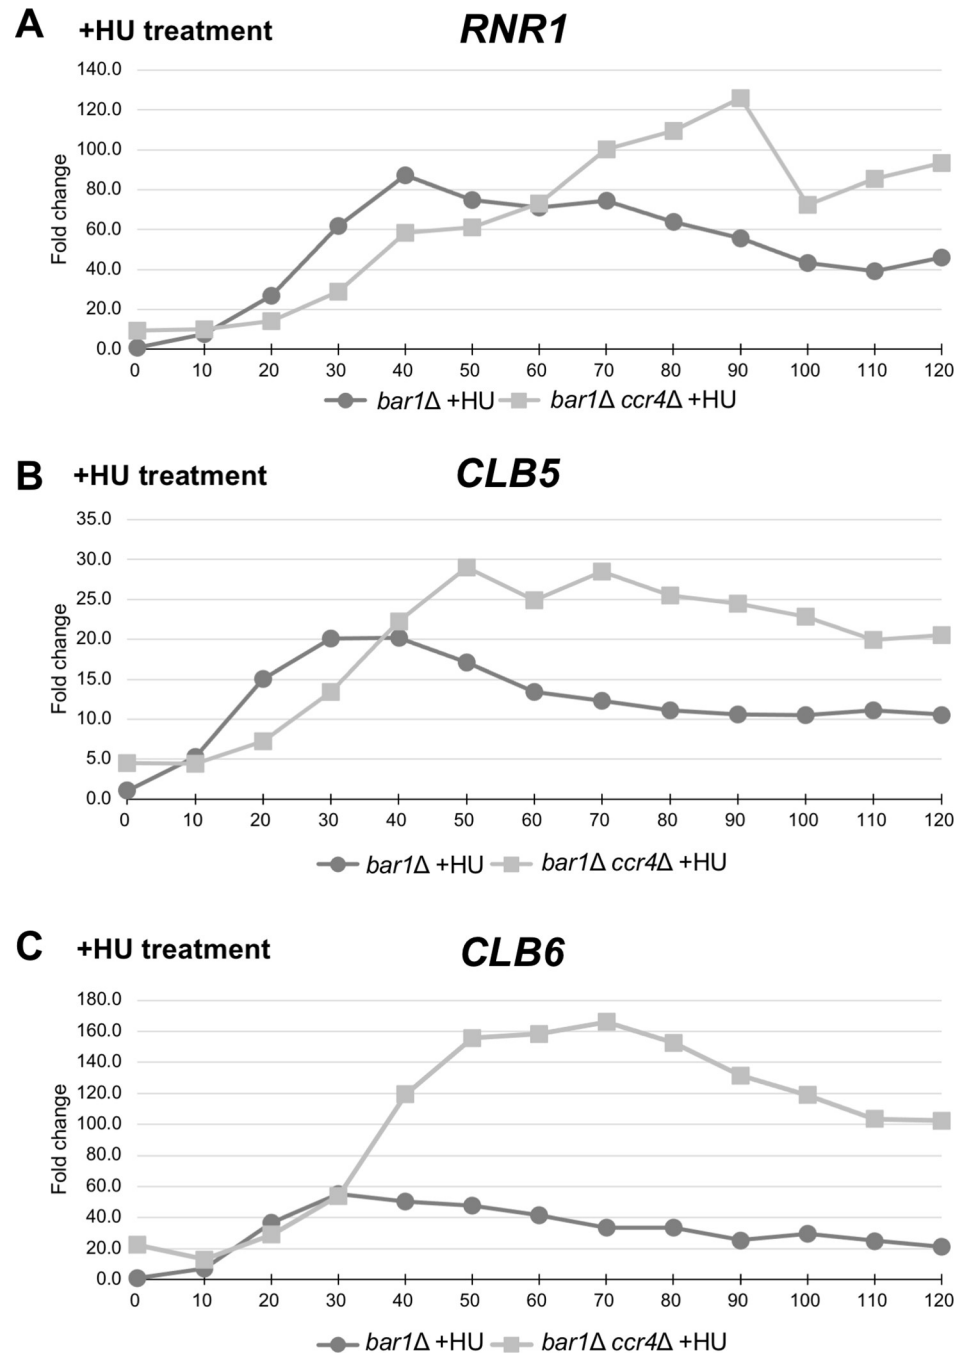 A +HU treatment RNR1
140.0
120.0
100.0
80.0
60.0
40.0
20.0
0.0
Fold change
0 10 20 30 40 50 60 70 80 90 100 110 120
bar1Δ +HU bar1Δ ccr4Δ +HU
B +HU treatment CLB5
35.0
30.0
25.0
20.0
15.0
10.0
5.0
0.0
Fold change
0 10 20 30 40 50 60 70 80 90 100 110 120
bar1Δ +HU bar1Δ ccr4Δ +HU
C +HU treatment CLB6
180.0
160.0
140.0
120.0
100.0
80.0
60.0
40.0
20.0
0.0
Fold change
0 10 20 30 40 50 60 70 80 90 100 110 120
bar1Δ +HU bar1Δ ccr4Δ +HU